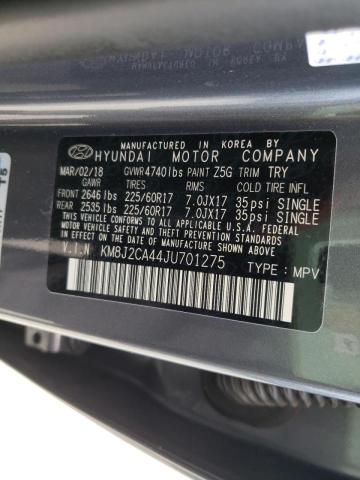 MANUFACTURED IN KOREA BY
HYUNDAI MOTOR COMPANY
MAR/02/18 GVWR 4740 lbs PAINT Z5G TRIM TRY
GAWR TIRES RIMS COLD TIRE INFL
FRONT 2646 lbs 225/60R17 7.0JX17 35psi SINGLE
REAR 2535 lbs 225/60R17 7.0JX17 35psi SINGLE
THIS VEHICLE CONFORMS TO ALL APPLICABLE U.S. FEDERAL
MOTOR VEHICLE SAFETY, BUMPER, AND THEFT PREVENTION
STANDARDS IN EFFECT ON THE DATE OF MANUFACTURE SHOWN ABOVE.
V.I.N KM8J2CA44JU701275 TYPE : MPV